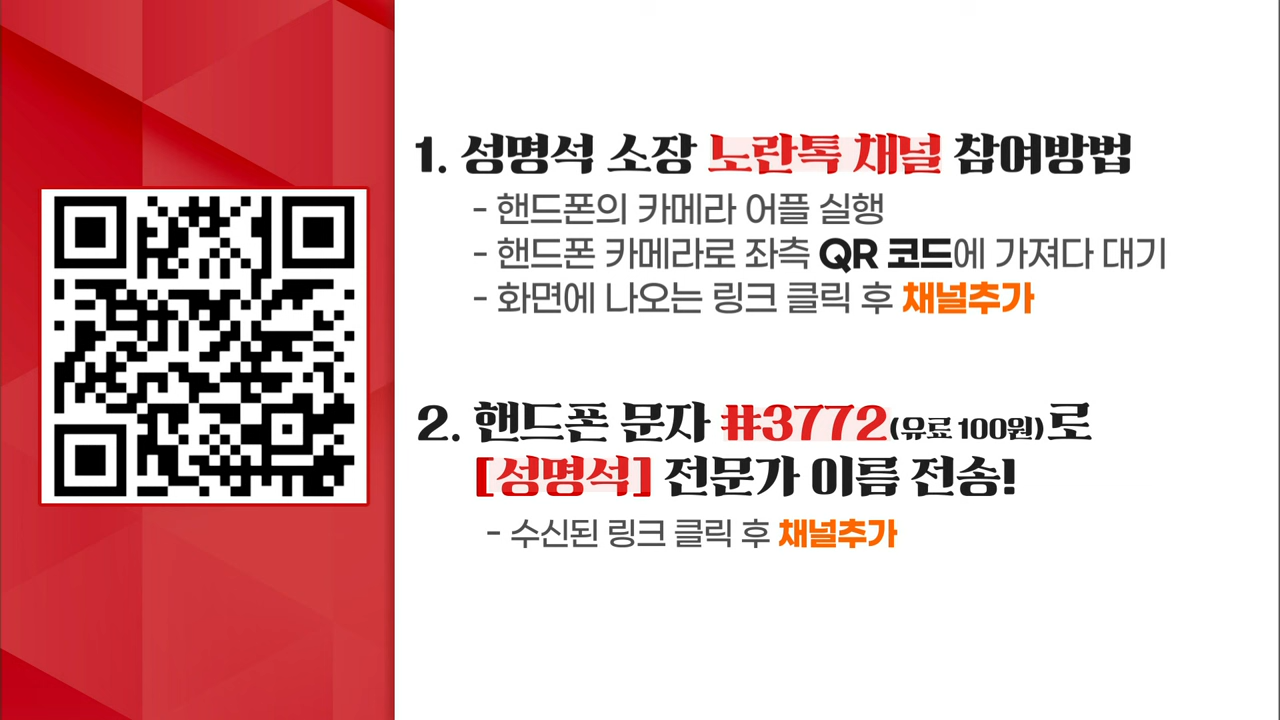 1. 성명석 소장 노란톡 채널 참여방법
- 핸드폰의 카메라 어플 실행
- 핸드폰 카메라로 좌측 QR 코드에 가져다 대기
- 화면에 나오는 링크 클릭 후 채널추가
2. 핸드폰 문자 #3772(유료 100원)로
[성명석] 전문가 이름 전송!
- 수신된 링크 클릭 후 채널추가